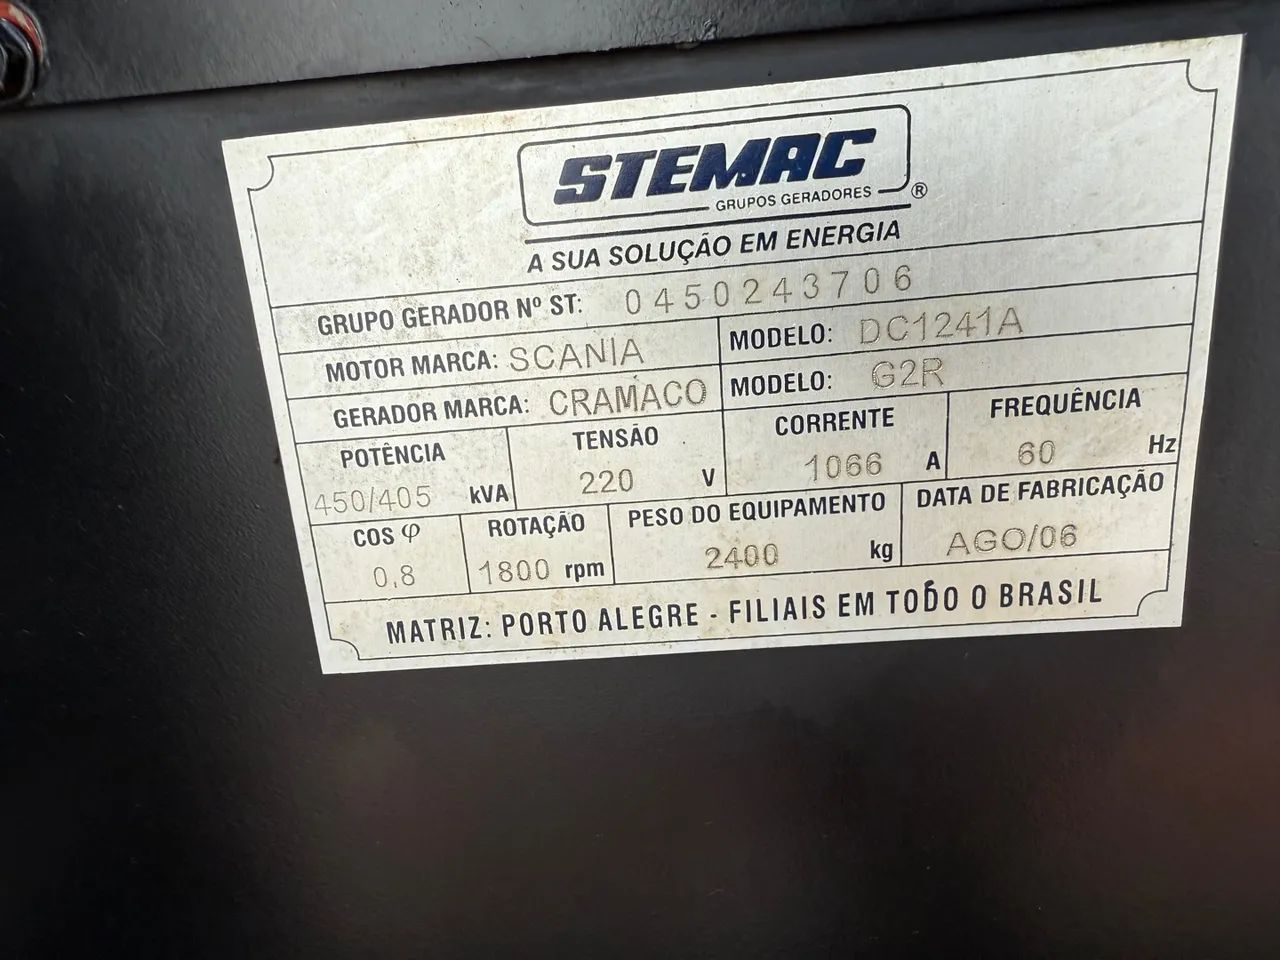 STEMAC
GRUPOS GERADORES ®
A SUA SOLUÇÃO EM ENERGIA
GRUPO GERADOR Nº ST: 0450243706
MOTOR MARCA: SCANIA MODELO: DC1241A
GERADOR MARCA: CRAMACO MODELO: G2R
POTÊNCIA TENSÃO CORRENTE FREQUÊNCIA
450/405 kVA 220 V 1066 A 60 Hz
COS φ ROTAÇÃO PESO DO EQUIPAMENTO DATA DE FABRICAÇÃO
0,8 1800 rpm 2400 kg AGO/06
MATRIZ: PORTO ALEGRE - FILIAIS EM TODO O BRASIL